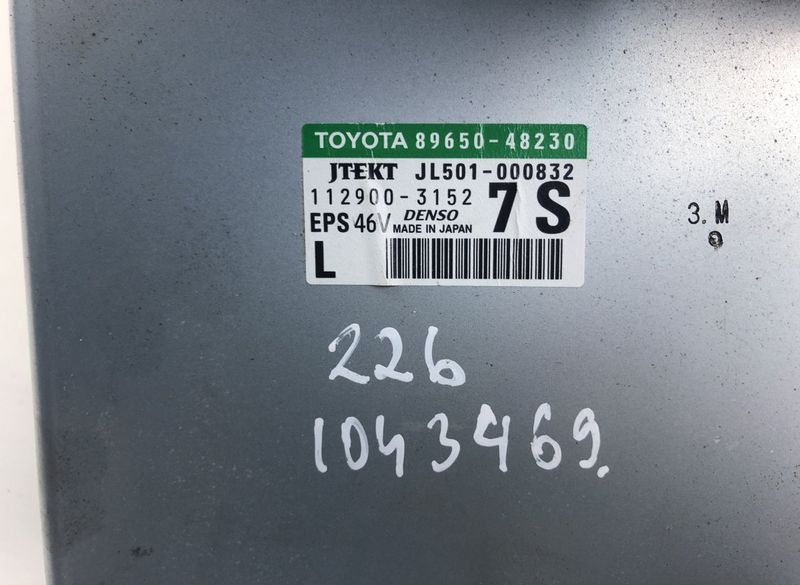 TOYOTA 89650-48230
JTEKT JL501-000832
112900-3152 7S
EPS 46V DENSO
MADE IN JAPAN
L
3. M
226
1043469.